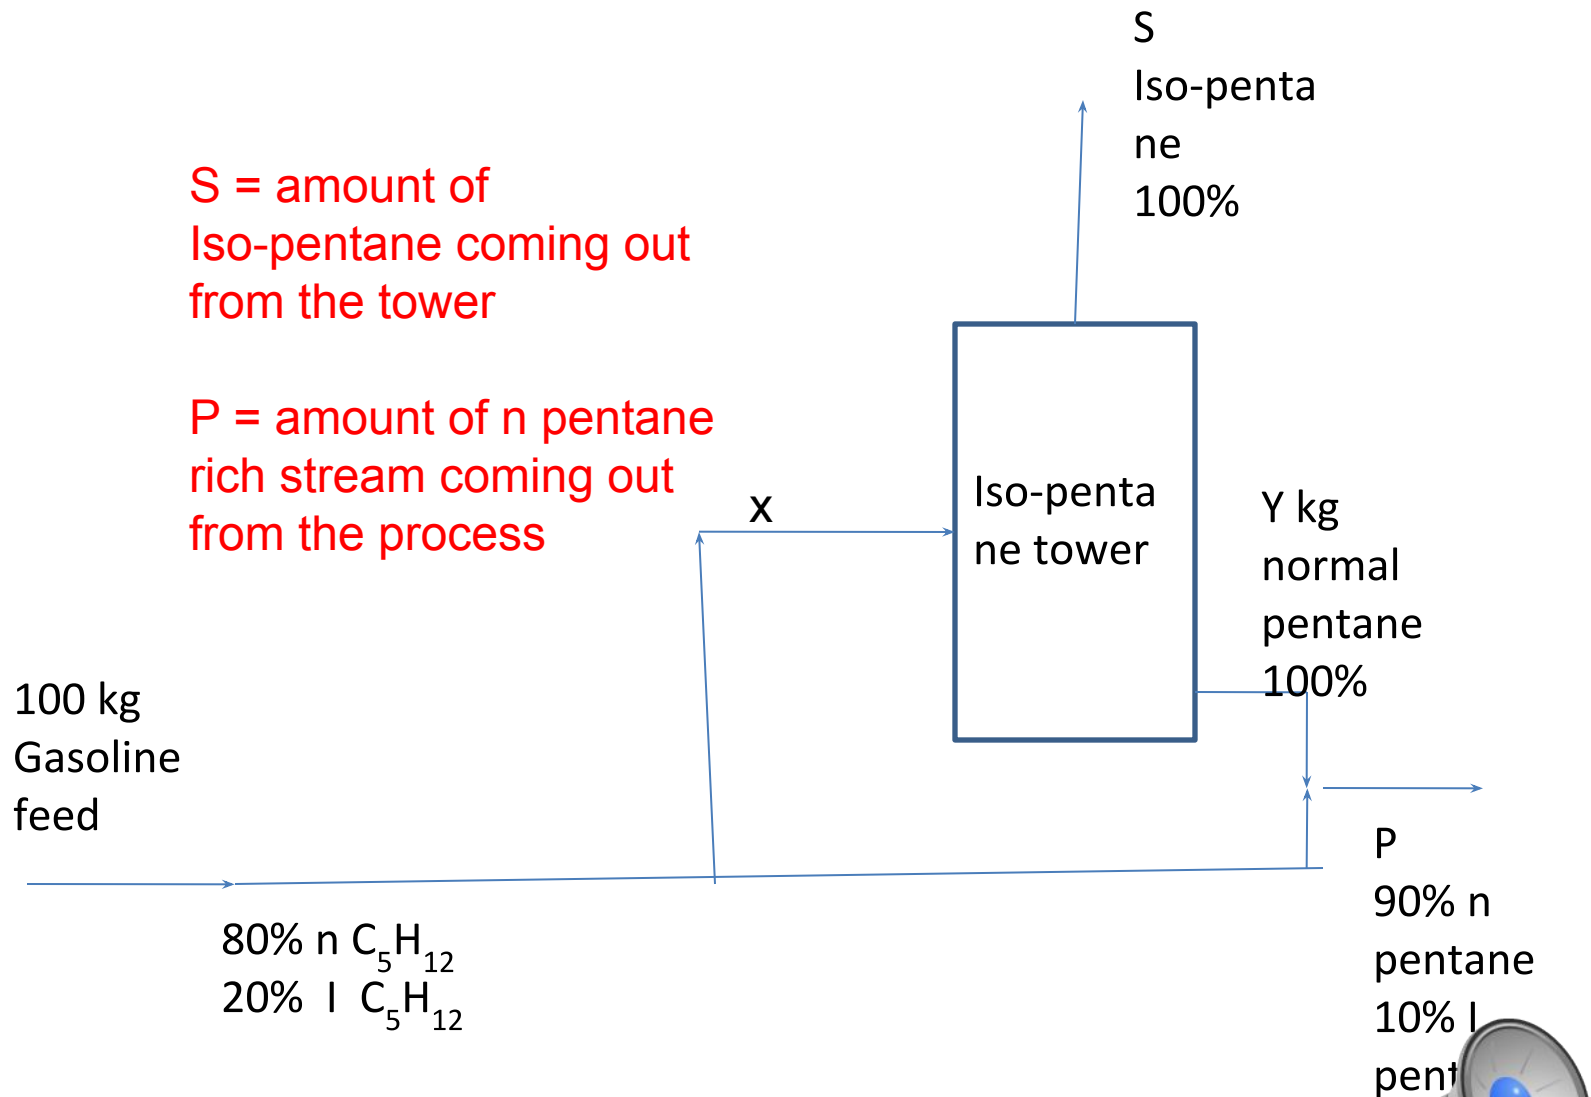 S
Iso-penta
ne
100%
S = amount of
Iso-pentane coming out
from the tower
P = amount of n pentane
rich stream coming out
from the process
x
Iso-penta
ne tower
Y kg
normal
pentane
100%
100 kg
Gasoline
feed
80% n C₅H₁₂
20% I C₅H₁₂
P
90% n
pentane
10% I